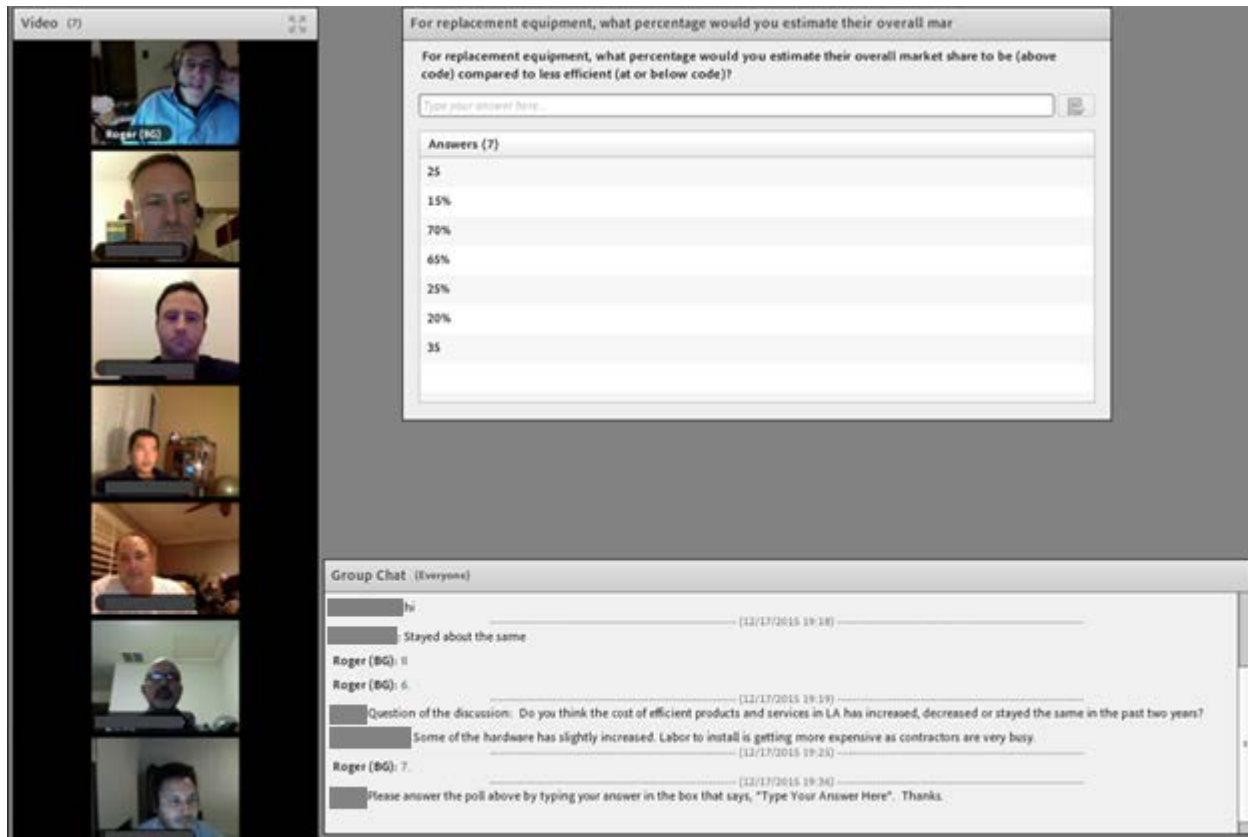 Video (7)
Roger (BG)
For replacement equipment, what percentage would you estimate their overall mar
For replacement equipment, what percentage would you estimate their overall market share to be (above
code) compared to less efficient (at or below code)?
Type your answer here...
Answers (7)
25
15%
70%
65%
25%
20%
35
Group Chat (Everyone)
hi
(12/17/2015 19:18)
: Stayed about the same
Roger (BG): 8
Roger (BG): 6.
(12/17/2015 19:19)
Question of the discussion: Do you think the cost of efficient products and services in LA has increased, decreased or stayed the same in the past two years?
Some of the hardware has slightly increased. Labor to install is getting more expensive as contractors are very busy.
(12/17/2015 19:25)
Roger (BG): 7.
(12/17/2015 19:36)
Please answer the poll above by typing your answer in the box that says, "Type Your Answer Here". Thanks.